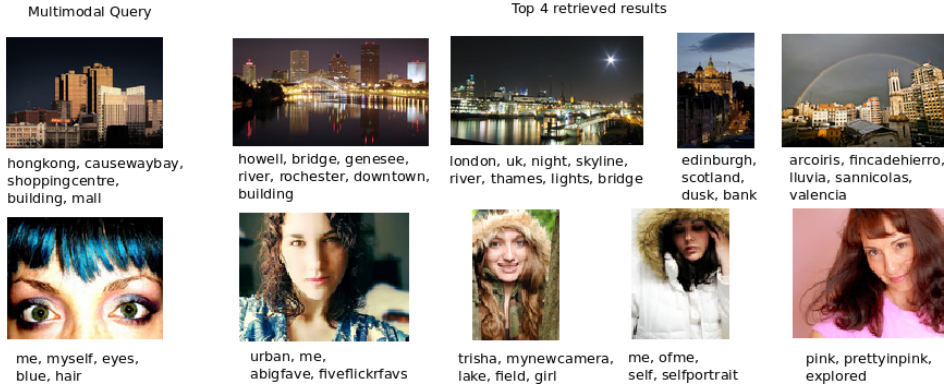 Multimodal Query
Top 4 retrieved results
hongkong, causewaybay,
shoppingcentre,
building, mall
howell, bridge, genesee,
river, rochester, downtown,
building
london, uk, night, skyline,
river, thames, lights, bridge
edinburgh,
scotland,
dusk, bank
arcoiris, fincadehierro,
lluvia, sannicolas,
valencia
me, myself, eyes,
blue, hair
urban, me,
abigfave, fiveflickrfavs
trisha, mynewcamera,
lake, field, girl
me, ofme,
self, selfportrait
pink, prettyinpink,
explored